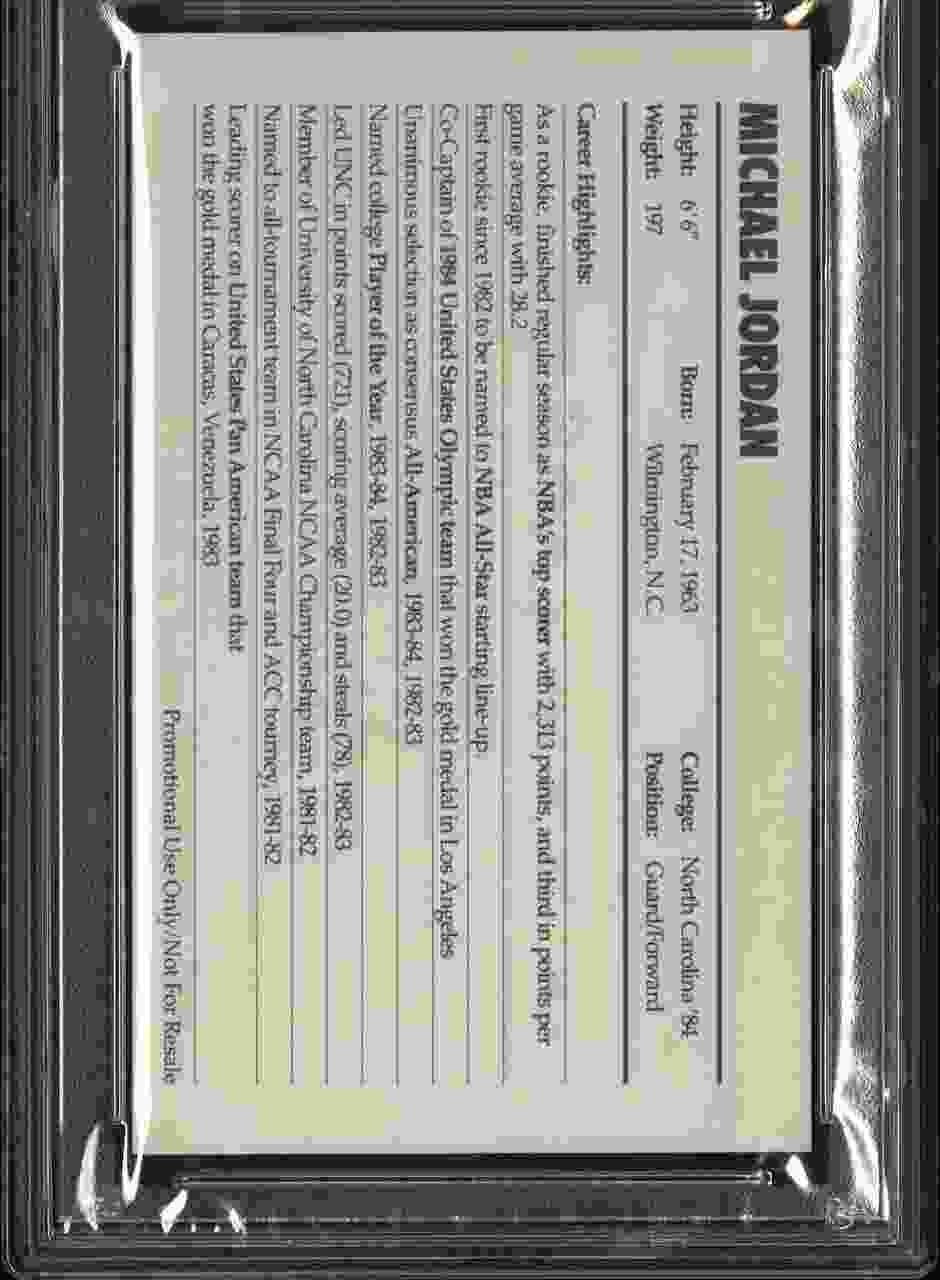 MICHAEL JORDAN
Height: 6'6" Born: February 17, 1963 College: North Carolina '84
Weight: 197 Wilmington, N.C. Position: Guard/Forward
Career Highlights:
As a rookie, finished regular season as NBA's top scorer with 2,313 points, and third in points per
game average with 28.2
First rookie since 1982 to be named to NBA All-Star starting line-up
Co-Captain of 1984 United States Olympic team that won the gold medal in Los Angeles
Unanimous selection as consensus All-American, 1983-84, 1982-83
Named college Player of the Year, 1983-84, 1982-83
Led UNC in points scored (721), scoring average (20.0) and steals (78), 1982-83
Member of University of North Carolina NCAA Championship team, 1981-82
Named to all-tournament team in NCAA Final Four and ACC tourney, 1981-82
Leading scorer on United States Pan American team that
won the gold medal in Caracas, Venezuela, 1983
Promotional Use Only/Not For Resale